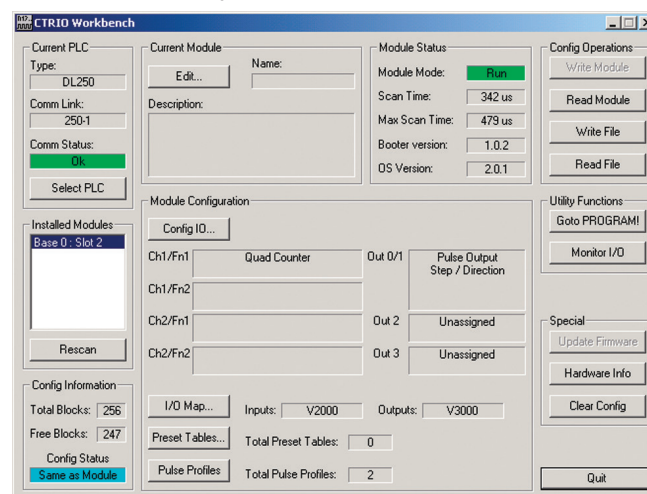 CTRIO Workbench
Current PLC
Type:
DL250
Comm Link:
250-1
Comm Status:
Ok
Select PLC
Installed Modules
Base 0 : Slot 2
Rescan
Config Information
Total Blocks: 256
Free Blocks: 247
Config Status
Same as Module
Current Module
Edit...
Name:
Description:
Module Status
Module Mode: Run
Scan Time: 342 us
Max Scan Time: 479 us
Booter version: 1.0.2
OS Version: 2.0.1
Module Configuration
Config IO...
Ch1/Fn1 Quad Counter Out 0/1 Pulse Output
Step / Direction
Ch1/Fn2
Ch2/Fn1 Out 2 Unassigned
Ch2/Fn2 Out 3 Unassigned
I/O Map... Inputs: V2000 Outputs: V3000
Preset Tables... Total Preset Tables: 0
Pulse Profiles Total Pulse Profiles: 2
Config Operations
Write Module
Read Module
Write File
Read File
Utility Functions
Goto PROGRAM!
Monitor I/O
Special
Update Firmware
Hardware Info
Clear Config
Quit